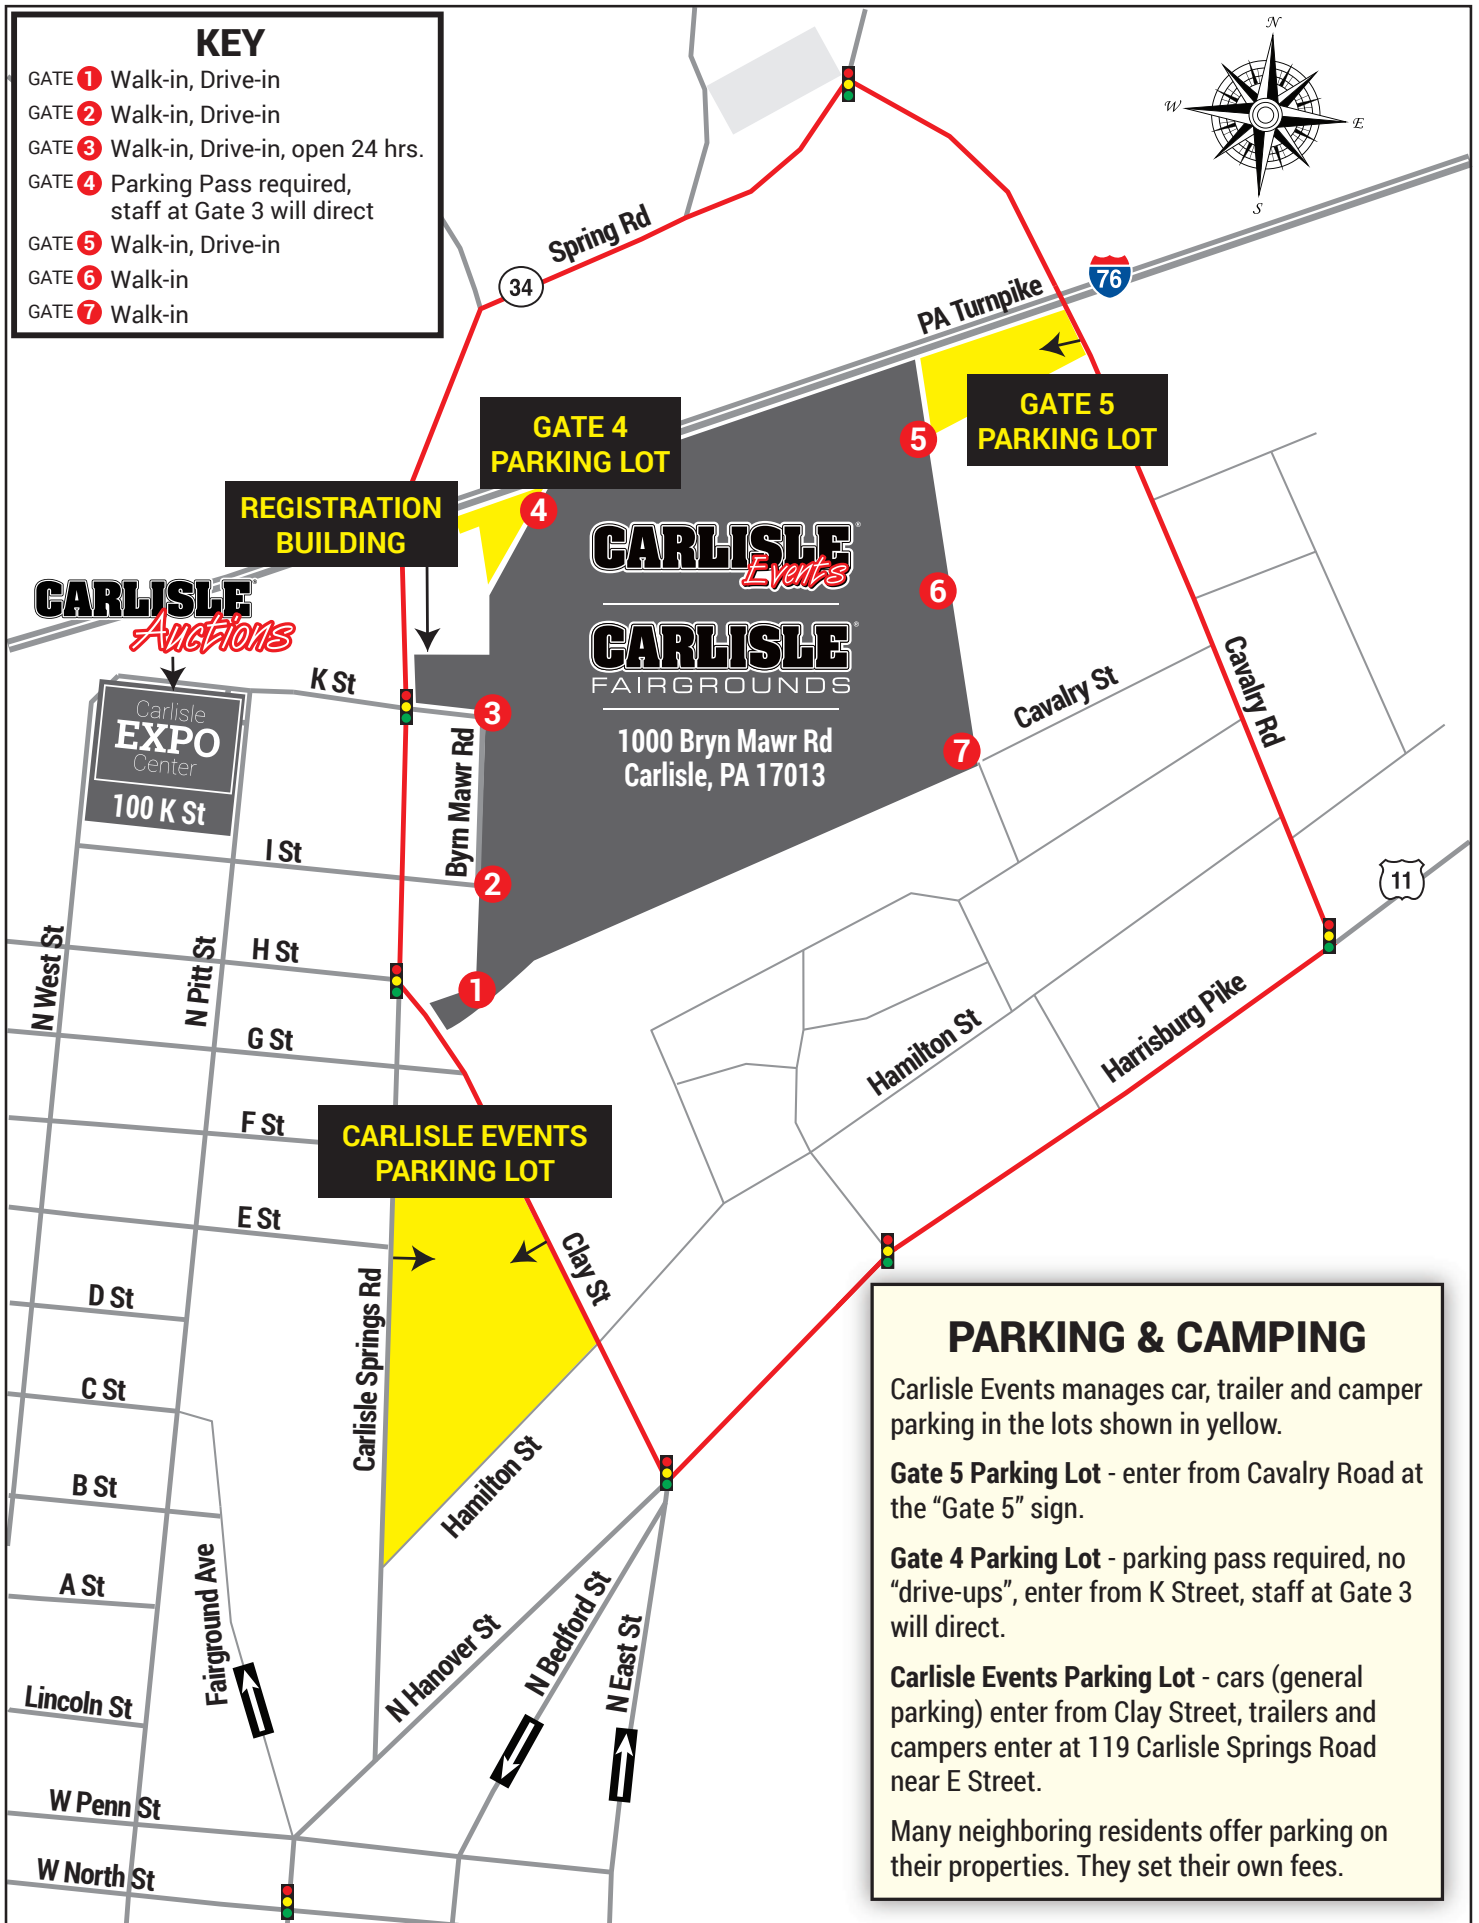 KEY
GATE 1 Walk-in, Drive-in
GATE 2 Walk-in, Drive-in
GATE 3 Walk-in, Drive-in, open 24 hrs.
GATE 4 Parking Pass required,
staff at Gate 3 will direct
GATE 5 Walk-in, Drive-in
GATE 6 Walk-in
GATE 7 Walk-in
N
W
E
S
Spring Rd
34
PA Turnpike
76
GATE 5
PARKING LOT
GATE 4
PARKING LOT
5
4
REGISTRATION
BUILDING
CARLISLE
Events
CARLISLE
FAIRGROUNDS
1000 Bryn Mawr Rd
Carlisle, PA 17013
6
CARLISLE
Auctions
K St
Carlisle
EXPO
Center
100 K St
3
Byrn Mawr Rd
7
Cavalry St
Cavalry Rd
I St
2
11
N West St
N Pitt St
H St
1
G St
Hamilton St
Harrisburg Pike
F St
CARLISLE EVENTS
PARKING LOT
E St
Clay St
D St
Carlisle Springs Rd
C St
Hamilton St
B St
A St
Fairground Ave
N Hanover St
N Bedford St
N East St
Lincoln St
W Penn St
W North St
PARKING & CAMPING
Carlisle Events manages car, trailer and camper
parking in the lots shown in yellow.
Gate 5 Parking Lot - enter from Cavalry Road at
the “Gate 5” sign.
Gate 4 Parking Lot - parking pass required, no
“drive-ups”, enter from K Street, staff at Gate 3
will direct.
Carlisle Events Parking Lot - cars (general
parking) enter from Clay Street, trailers and
campers enter at 119 Carlisle Springs Road
near E Street.
Many neighboring residents offer parking on
their properties. They set their own fees.